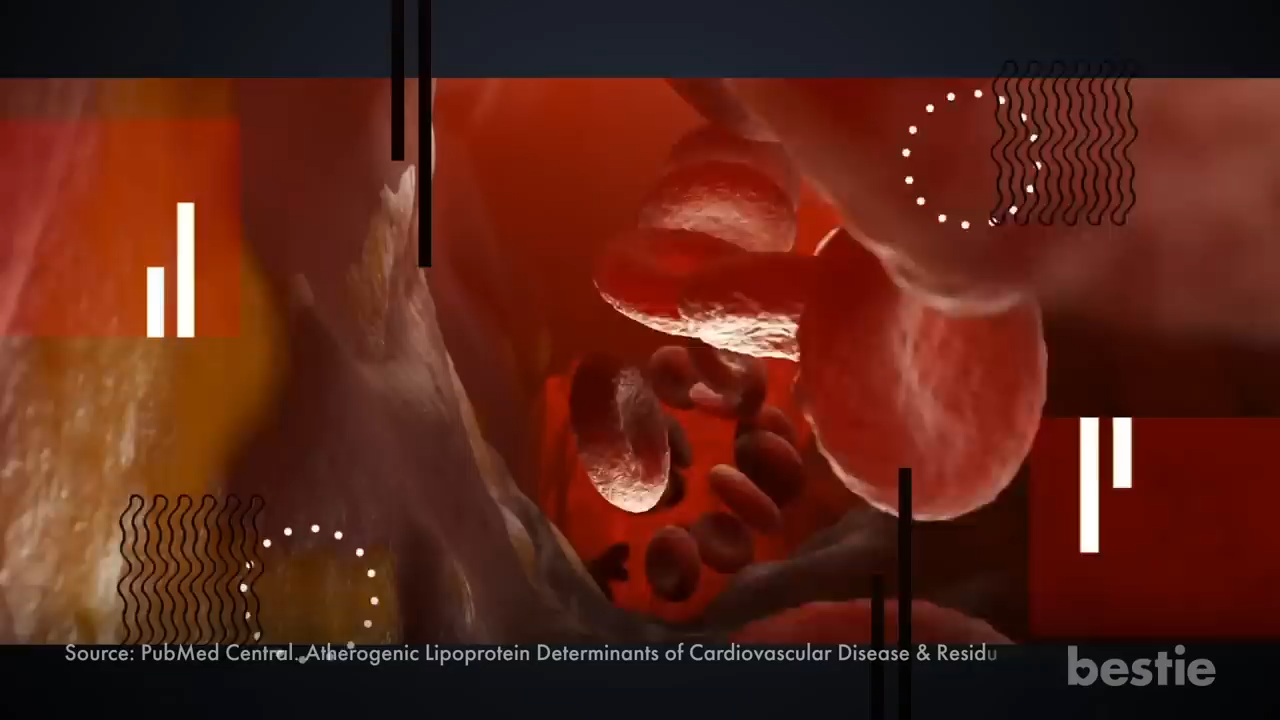 Source: PubMed Central. Atherogenic Lipoprotein Determinants of Cardiovascular Disease & Residu
bestie